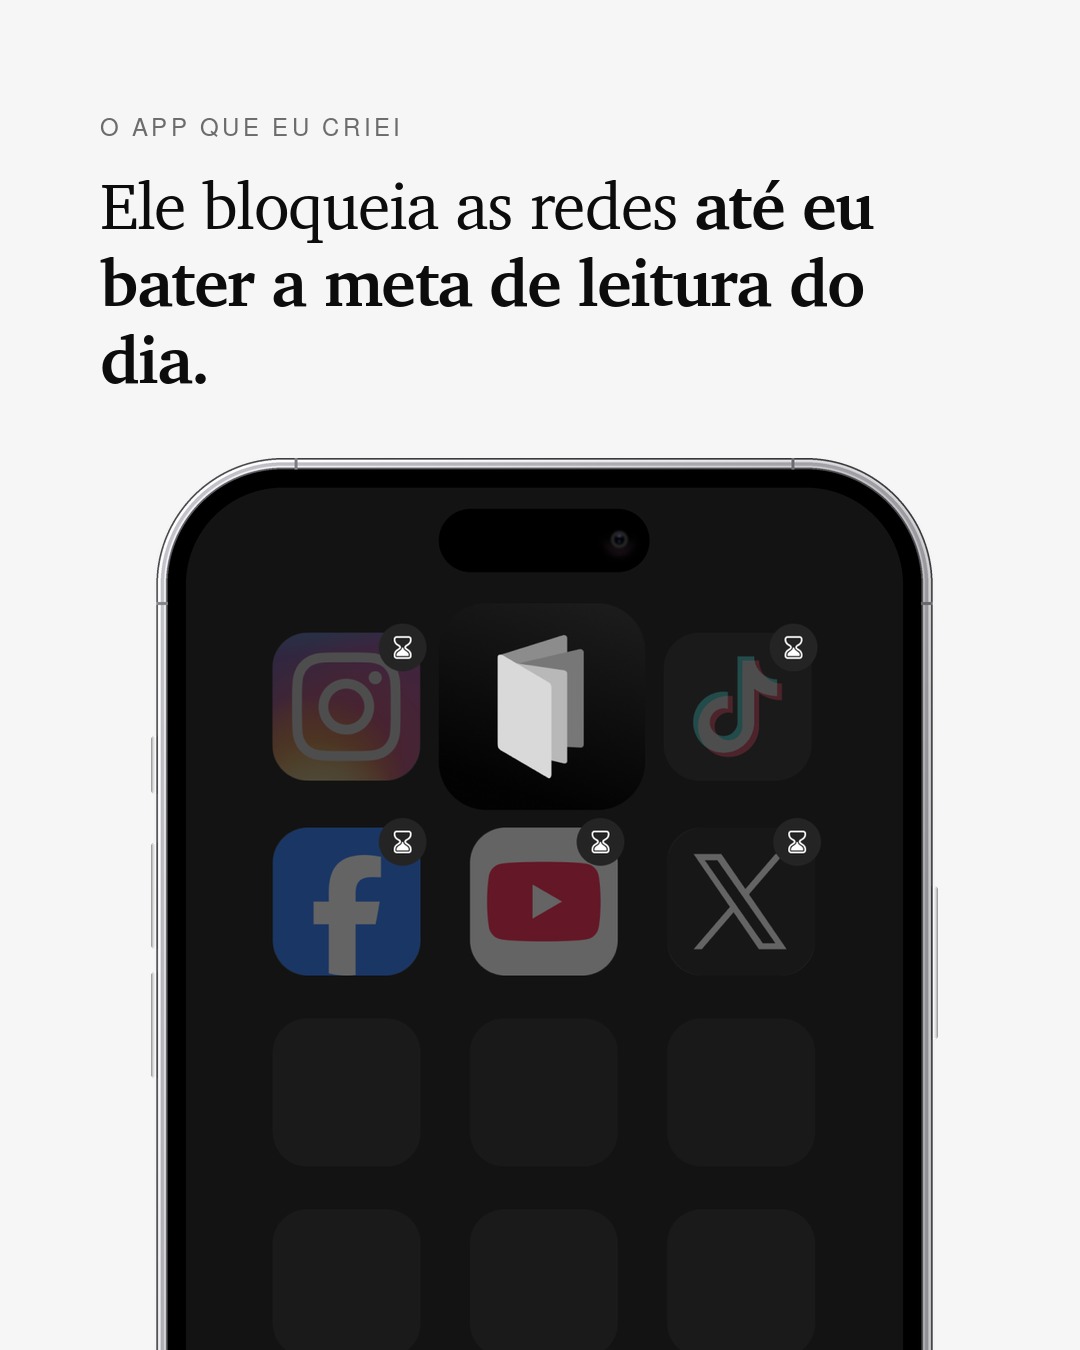 O APP QUE EU CRIEI
Ele bloqueia as redes até eu
bater a meta de leitura do
dia.